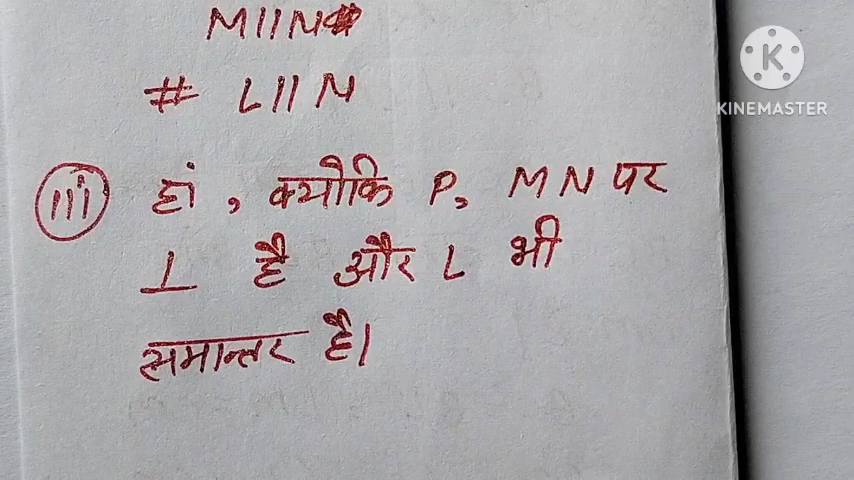 M||N
# L||N
(iii) हां, क्योकि P, MN पर
⊥ है और L भी
समान्तर है।
KINEMASTER